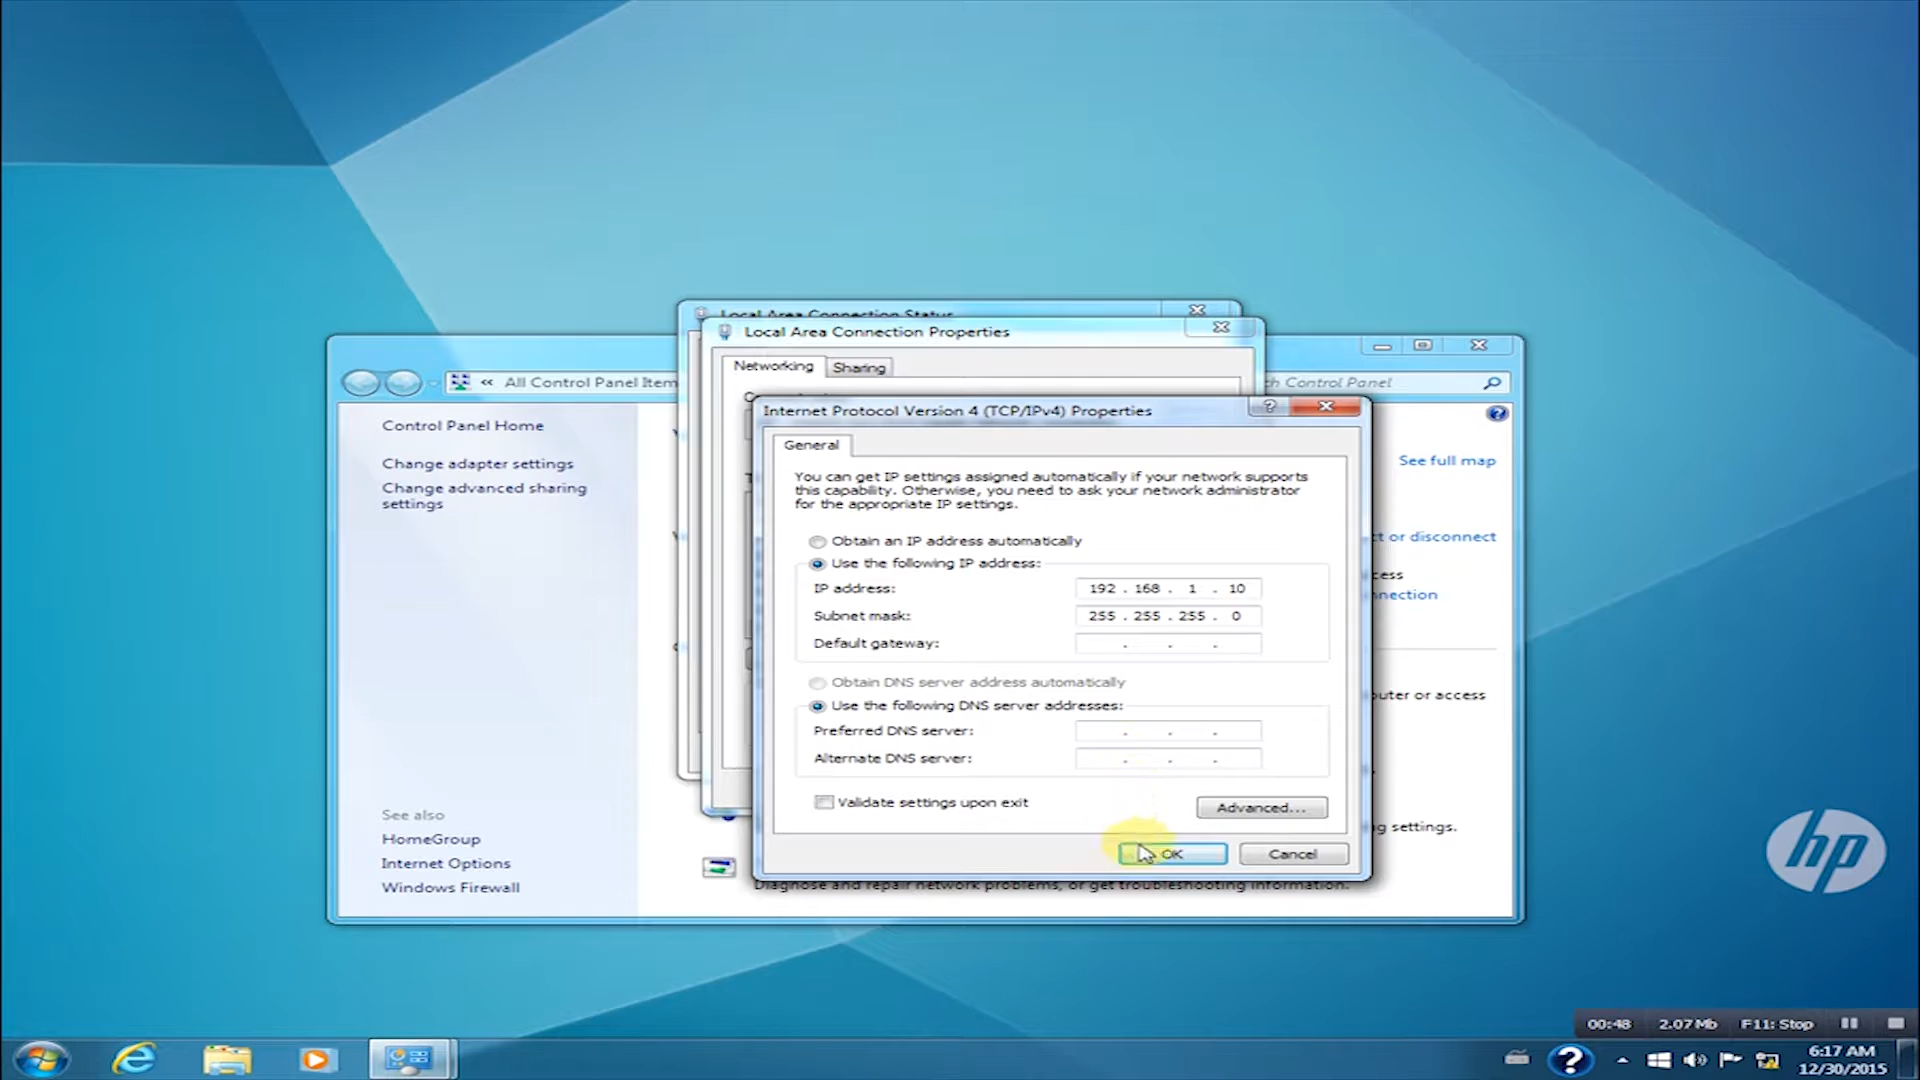 Local Area Connection Status
Local Area Connection Properties
Networking
Sharing
« All Control Panel Item
Control Panel
Internet Protocol Version 4 (TCP/IPv4) Properties
?
General
Control Panel Home
Change adapter settings
Change advanced sharing
settings
See full map
You can get IP settings assigned automatically if your network supports
this capability. Otherwise, you need to ask your network administrator
for the appropriate IP settings.
Obtain an IP address automatically
Use the following IP address:
IP address: 192 . 168 . 1 . 10
Subnet mask: 255 . 255 . 255 . 0
Default gateway: . . .
Obtain DNS server address automatically
Use the following DNS server addresses:
Preferred DNS server: . . .
Alternate DNS server: . . .
Validate settings upon exit
Advanced...
OK
Cancel
or disconnect
or access
settings.
Diagnose and repair network problems, or get troubleshooting information.
See also
HomeGroup
Internet Options
Windows Firewall
hp
00:48 2.07Mb F11: Stop
6:17 AM
12/30/2015